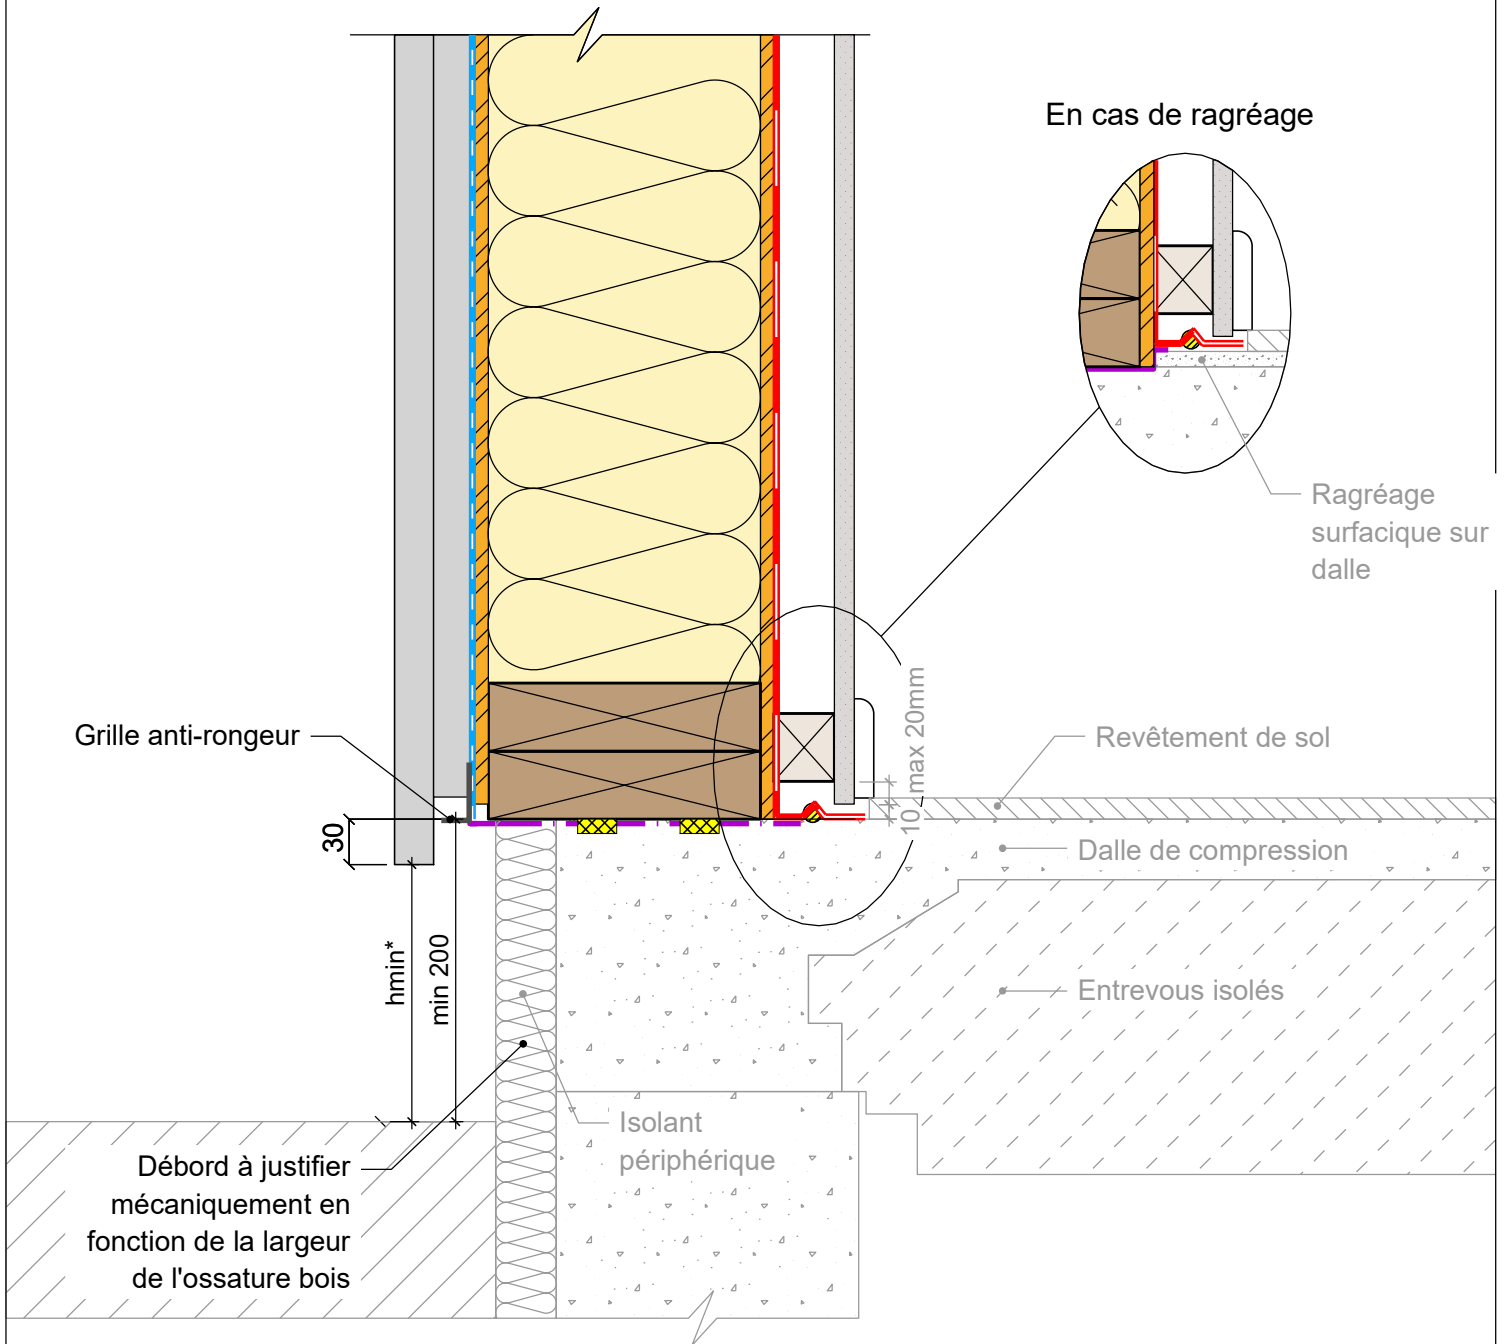 En cas de ragréage
Ragréage
surfacique sur
dalle
Grille anti-rongeur
max 20mm
10
Revêtement de sol
30
Dalle de compression
hmin*
min 200
Entrevous isolés
Isolant
périphérique
Débord à justifier
mécaniquement en
fonction de la largeur
de l'ossature bois